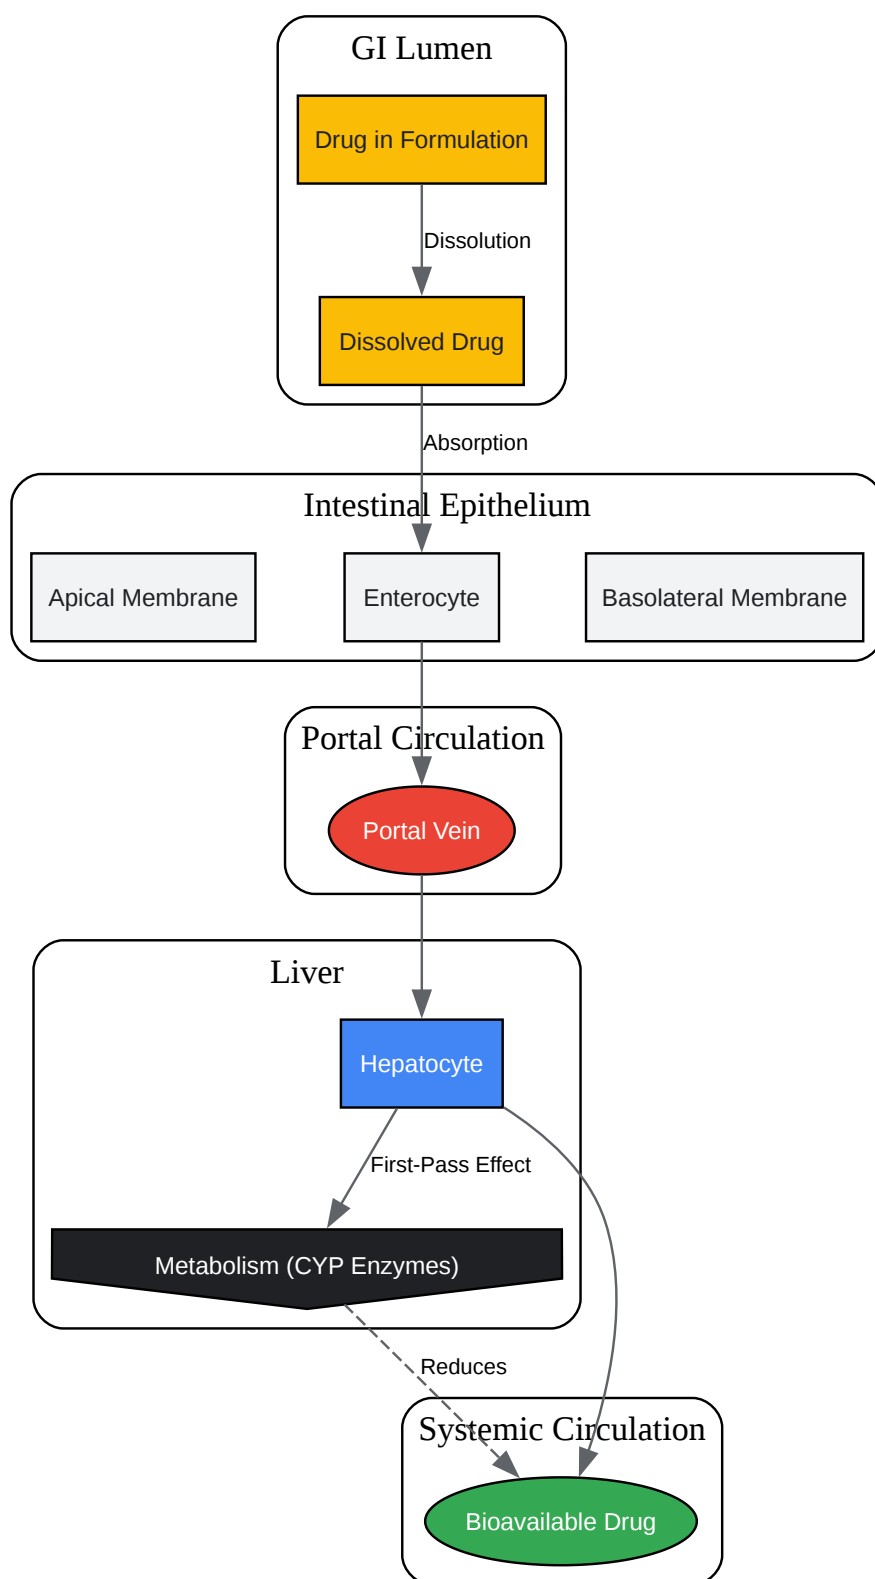 GI Lumen
Drug in Formulation
Dissolution
Dissolved Drug
Absorption
Intestinal Epithelium
Apical Membrane
Enterocyte
Basolateral Membrane
Portal Circulation
Portal Vein
Liver
Hepatocyte
First-Pass Effect
Metabolism (CYP Enzymes)
Reduces
Systemic Circulation
Bioavailable Drug